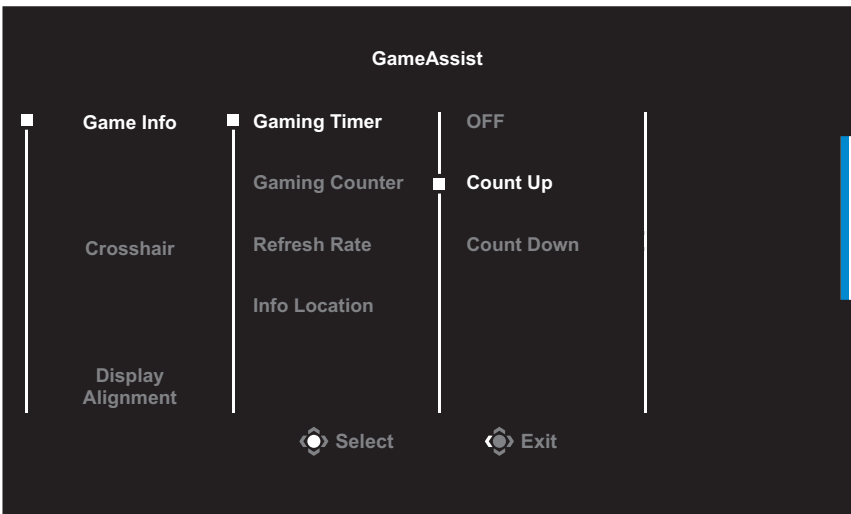 GameAssist
Game Info
Gaming Timer
OFF
Gaming Counter
Count Up
Crosshair
Refresh Rate
Count Down
Info Location
Display
Alignment
Select
Exit